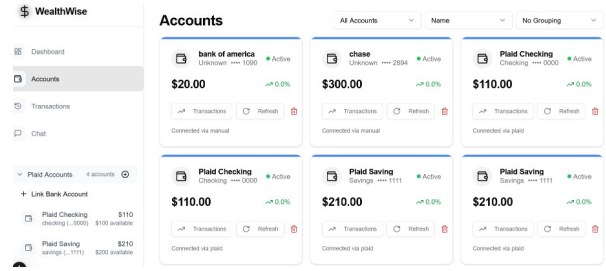 WealthWise
Dashboard
Accounts
Transactions
Chat
Plaid Accounts 4 accounts
+ Link Bank Account
Plaid Checking $110
checking (...0000) $100 available
Plaid Saving $210
savings (...1111) $200 available
Accounts
All Accounts
Name
No Grouping
bank of america
Unknown •••• 1090
Active
$20.00
0.0%
Transactions
Refresh
Connected via manual
chase
Unknown •••• 2894
Active
$300.00
0.0%
Transactions
Refresh
Connected via manual
Plaid Checking
Checking •••• 0000
Active
$110.00
0.0%
Transactions
Refresh
Connected via plaid
Plaid Checking
Checking •••• 0000
Active
$110.00
0.0%
Transactions
Refresh
Connected via plaid
Plaid Saving
Savings •••• 1111
Active
$210.00
0.0%
Transactions
Refresh
Connected via plaid
Plaid Saving
Savings •••• 1111
Active
$210.00
0.0%
Transactions
Refresh
Connected via plaid